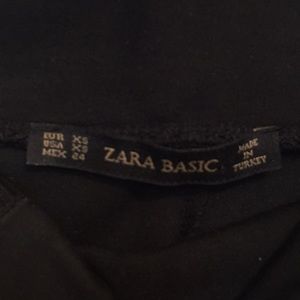 EUR XS
USA XS
MEX 24
ZARA BASIC
MADE
IN
TURKEY